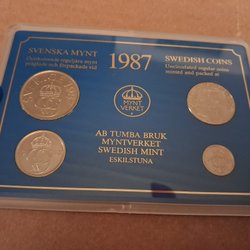 SVENSKA MYNT
Ocirkulerade reguljära mynt
präglade och förpackade vid
1987
SWEDISH COINS
Uncirculated regular coins
minted and packed at
MYNT
VERKET
AB TUMBA BRUK
MYNTVERKET
SWEDISH MINT
ESKILSTUNA